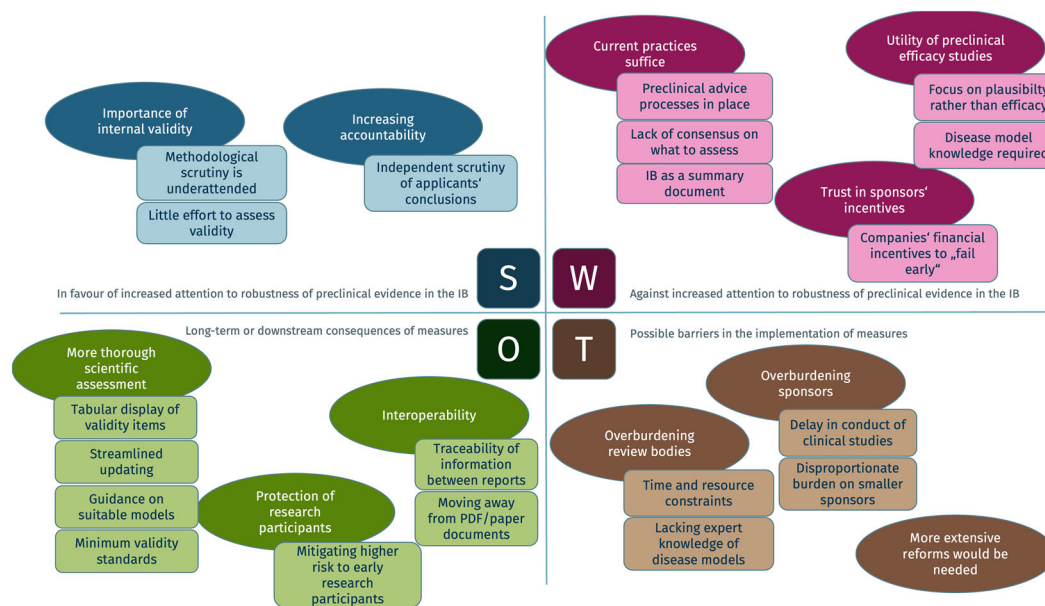 Importance of
internal validity
Methodological
scrutiny is
underattended
Little effort to assess
validity
Increasing
accountability
Independent scrutiny
of applicants‘
conclusions
S
In favour of increased attention to robustness of preclinical evidence in the IB
Current practices
suffice
Preclinical advice
processes in place
Lack of consensus on
what to assess
IB as a summary
document
Utility of preclinical
efficacy studies
Focus on plausibilty
rather than efficacy
Disease model
knowledge required
Trust in sponsors‘
incentives
Companies‘ financial
incentives to „fail
early“
W
Against increased attention to robustness of preclinical evidence in the IB
Long-term or downstream consequences of measures
O
More thorough
scientific
assessment
Tabular display of
validity items
Streamlined
updating
Guidance on
suitable models
Minimum validity
standards
Protection of
research
participants
Mitigating higher
risk to early
research
participants
Interoperability
Traceability of
information
between reports
Moving away
from PDF/paper
documents
T
Possible barriers in the implementation of measures
Overburdening
review bodies
Time and resource
constraints
Lacking expert
knowledge of
disease models
Overburdening
sponsors
Delay in conduct of
clinical studies
Disproportionate
burden on smaller
sponsors
More extensive
reforms would be
needed